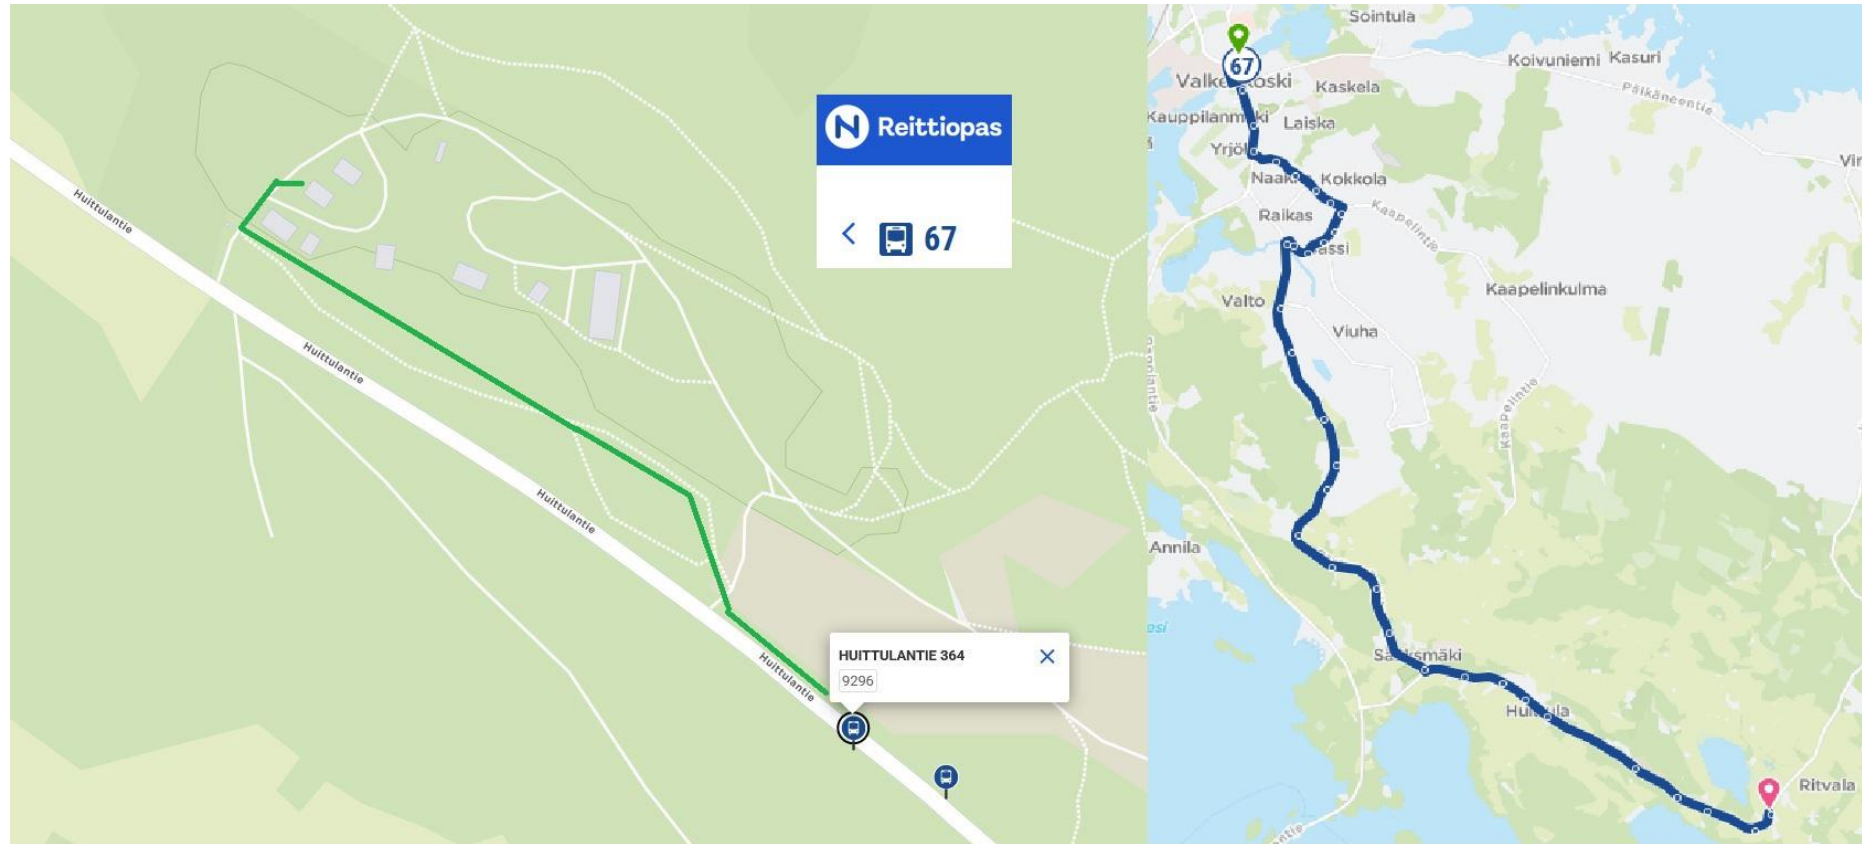 Huittulantie
Huittulantie
Huittulantie
Huittulantie
N Reittiopas
67
HUITTULANTIE 364
9296
Sointula
Koivuniemi
Kasuri
67
Kaskela
Pälkäneentie
Laiska
Kokkola
Raikas
Kaapelintie
Kaapelinkulma
Valto
Viuha
Kaapelintie
Annila
Ritvala